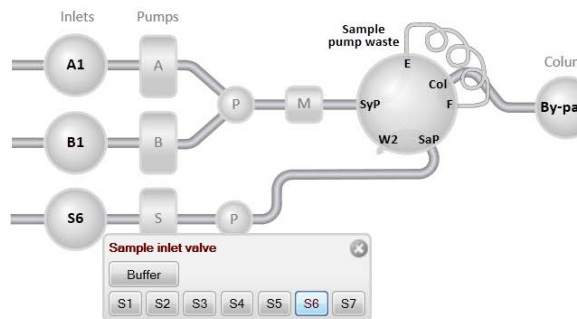 Inlets Pumps
Sample
pump waste
E
Colum
A1 A
Col
P M SyP F By-pa
W2 SaP
B1 B
S6 S P
Sample inlet valve
Buffer
S1 S2 S3 S4 S5 S6 S7